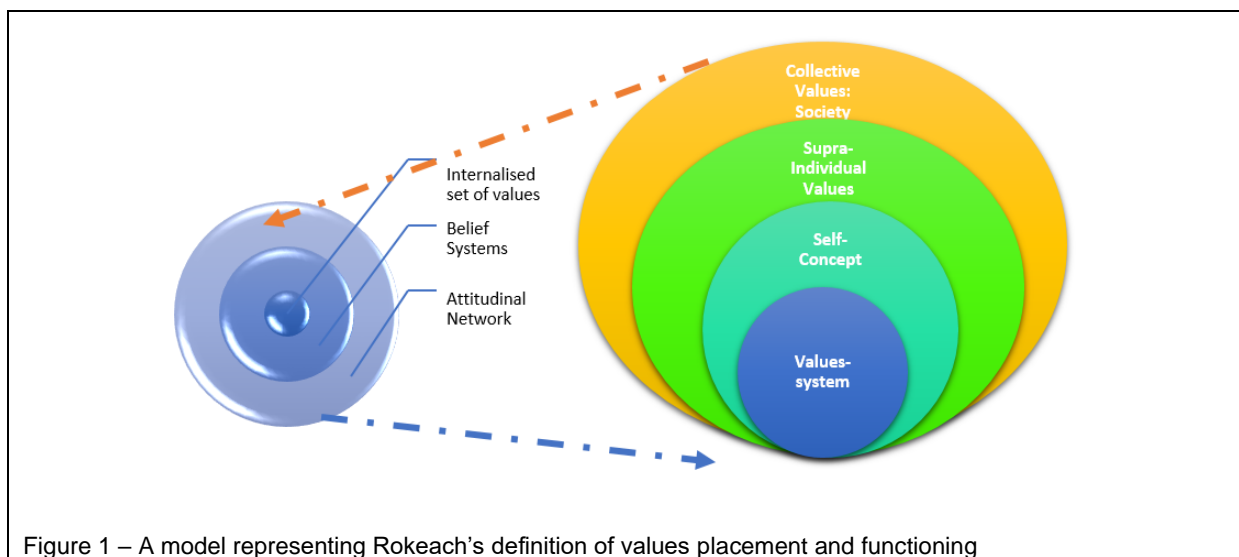 Internalised
set of values
Belief
Systems
Attitudinal
Network
Collective
Values:
Society
Supra-
Individual
Values
Self-
Concept
Values-
system
Figure 1 – A model representing Rokeach's definition of values placement and functioning